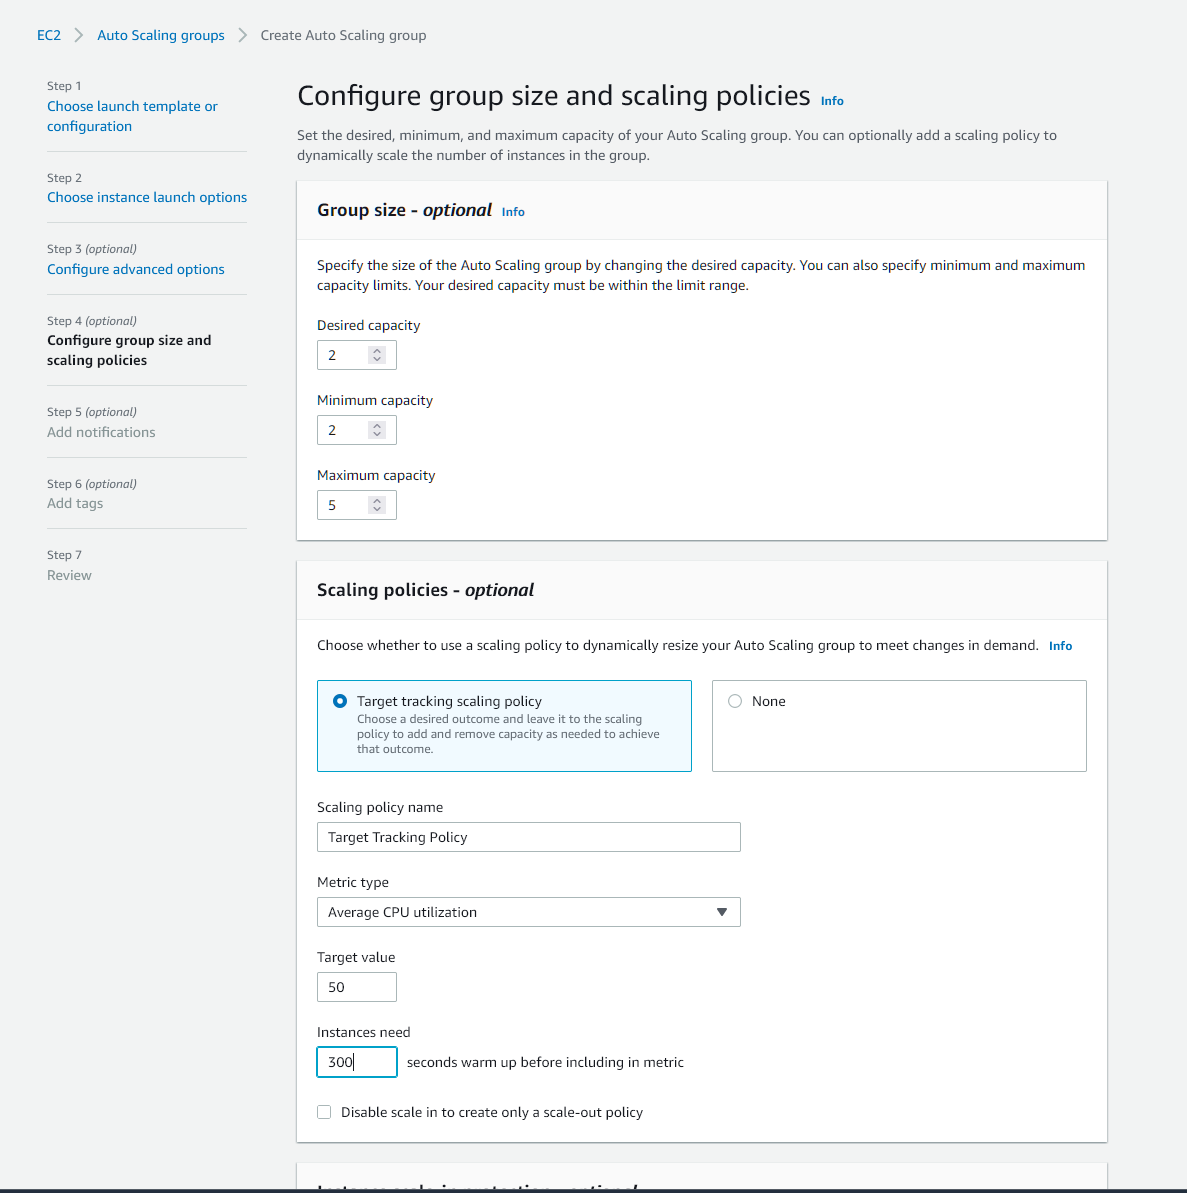 EC2 > Auto Scaling groups > Create Auto Scaling group
Step 1
Choose launch template or
configuration
Step 2
Choose instance launch options
Step 3 (optional)
Configure advanced options
Step 4 (optional)
Configure group size and
scaling policies
Step 5 (optional)
Add notifications
Step 6 (optional)
Add tags
Step 7
Review
Configure group size and scaling policies Info
Set the desired, minimum, and maximum capacity of your Auto Scaling group. You can optionally add a scaling policy to
dynamically scale the number of instances in the group.
Group size - optional Info
Specify the size of the Auto Scaling group by changing the desired capacity. You can also specify minimum and maximum
capacity limits. Your desired capacity must be within the limit range.
Desired capacity
2
Minimum capacity
2
Maximum capacity
5
Scaling policies - optional
Choose whether to use a scaling policy to dynamically resize your Auto Scaling group to meet changes in demand. Info
Target tracking scaling policy
Choose a desired outcome and leave it to the scaling
policy to add and remove capacity as needed to achieve
that outcome.
None
Scaling policy name
Target Tracking Policy
Metric type
Average CPU utilization
Target value
50
Instances need
300 seconds warm up before including in metric
Disable scale in to create only a scale-out policy
Instance scale-in protection - optional